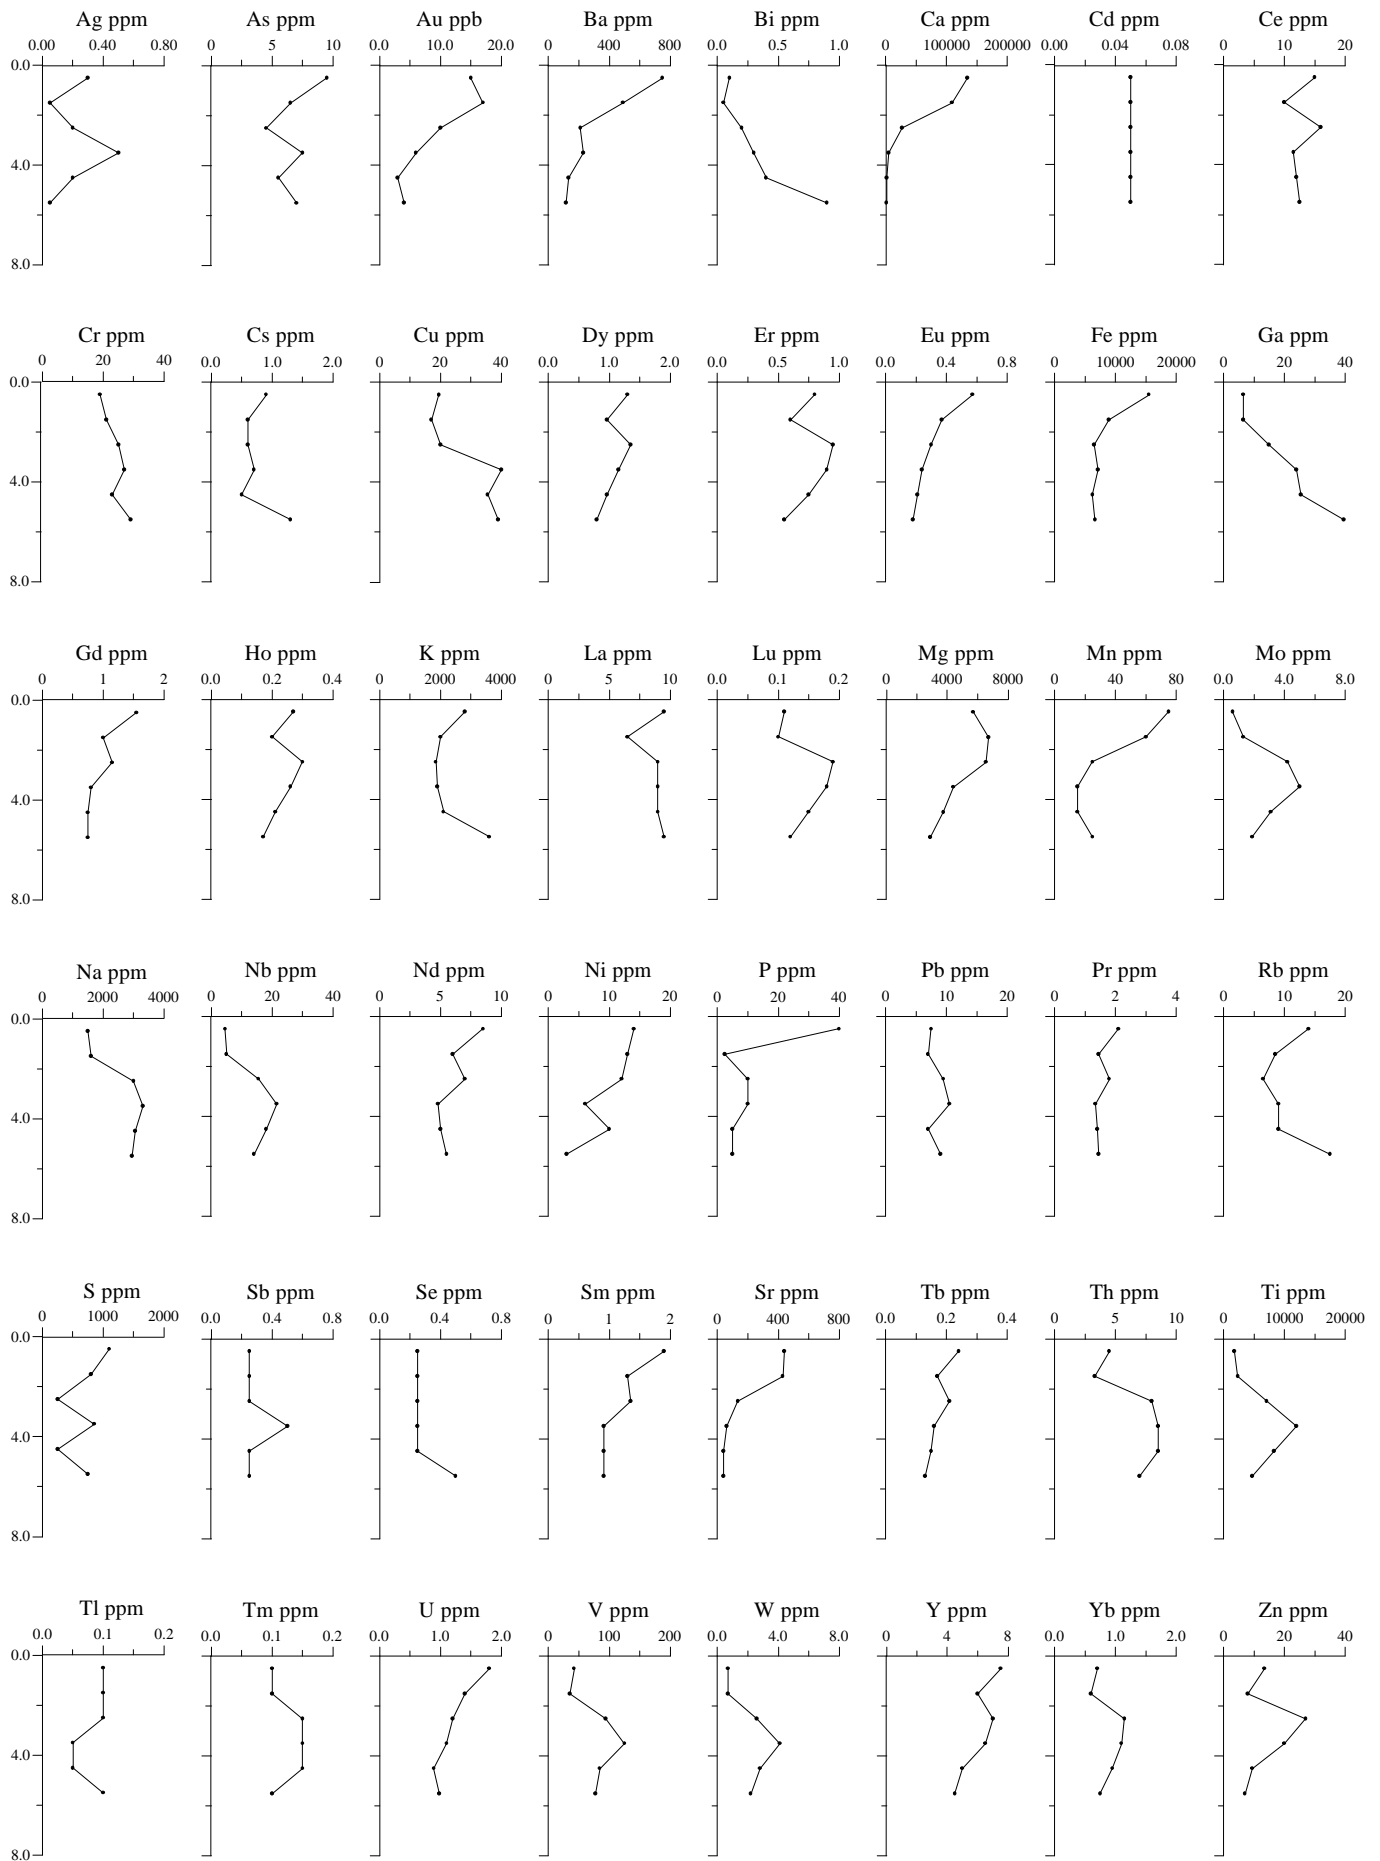 Ag ppm As ppm Au ppb Ba ppm Bi ppm Ca ppm Cd ppm Ce ppm
0.00 0.40 0.80 0 5 10 0.0 10.0 20.0 0 400 800 0.0 0.5 1.0 0 100000 200000 0.00 0.04 0.08 0 10 20
0.0
4.0
8.0
Cr ppm Cs ppm Cu ppm Dy ppm Er ppm Eu ppm Fe ppm Ga ppm
0 20 40 0.0 1.0 2.0 0 20 40 0.0 1.0 2.0 0.0 0.5 1.0 0.0 0.4 0.8 0 10000 20000 0 20 40
0.0
4.0
8.0
Gd ppm Ho ppm K ppm La ppm Lu ppm Mg ppm Mn ppm Mo ppm
0 1 2 0.0 0.2 0.4 0 2000 4000 0 5 10 0.0 0.1 0.2 0 4000 8000 0 40 80 0.0 4.0 8.0
0.0
4.0
8.0
Na ppm Nb ppm Nd ppm Ni ppm P ppm Pb ppm Pr ppm Rb ppm
0 2000 4000 0 20 40 0 5 10 0 10 20 0 20 40 0 10 20 0 2 4 0 10 20
0.0
4.0
8.0
S ppm Sb ppm Se ppm Sm ppm Sr ppm Tb ppm Th ppm Ti ppm
0 1000 2000 0.0 0.4 0.8 0.0 0.4 0.8 0 1 2 0 400 800 0.0 0.2 0.4 0 5 10 0 10000 20000
0.0
4.0
8.0
Tl ppm Tm ppm U ppm V ppm W ppm Y ppm Yb ppm Zn ppm
0.0 0.1 0.2 0.0 0.1 0.2 0.0 1.0 2.0 0 100 200 0.0 4.0 8.0 0 4 8 0.0 1.0 2.0 0 20 40
0.0
4.0
8.0